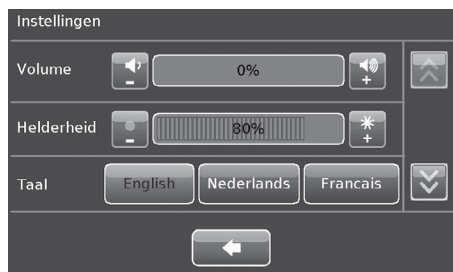 Instellingen
Volume - 0% +
Helderheid - 80% +
Taal English Nederlands Francais